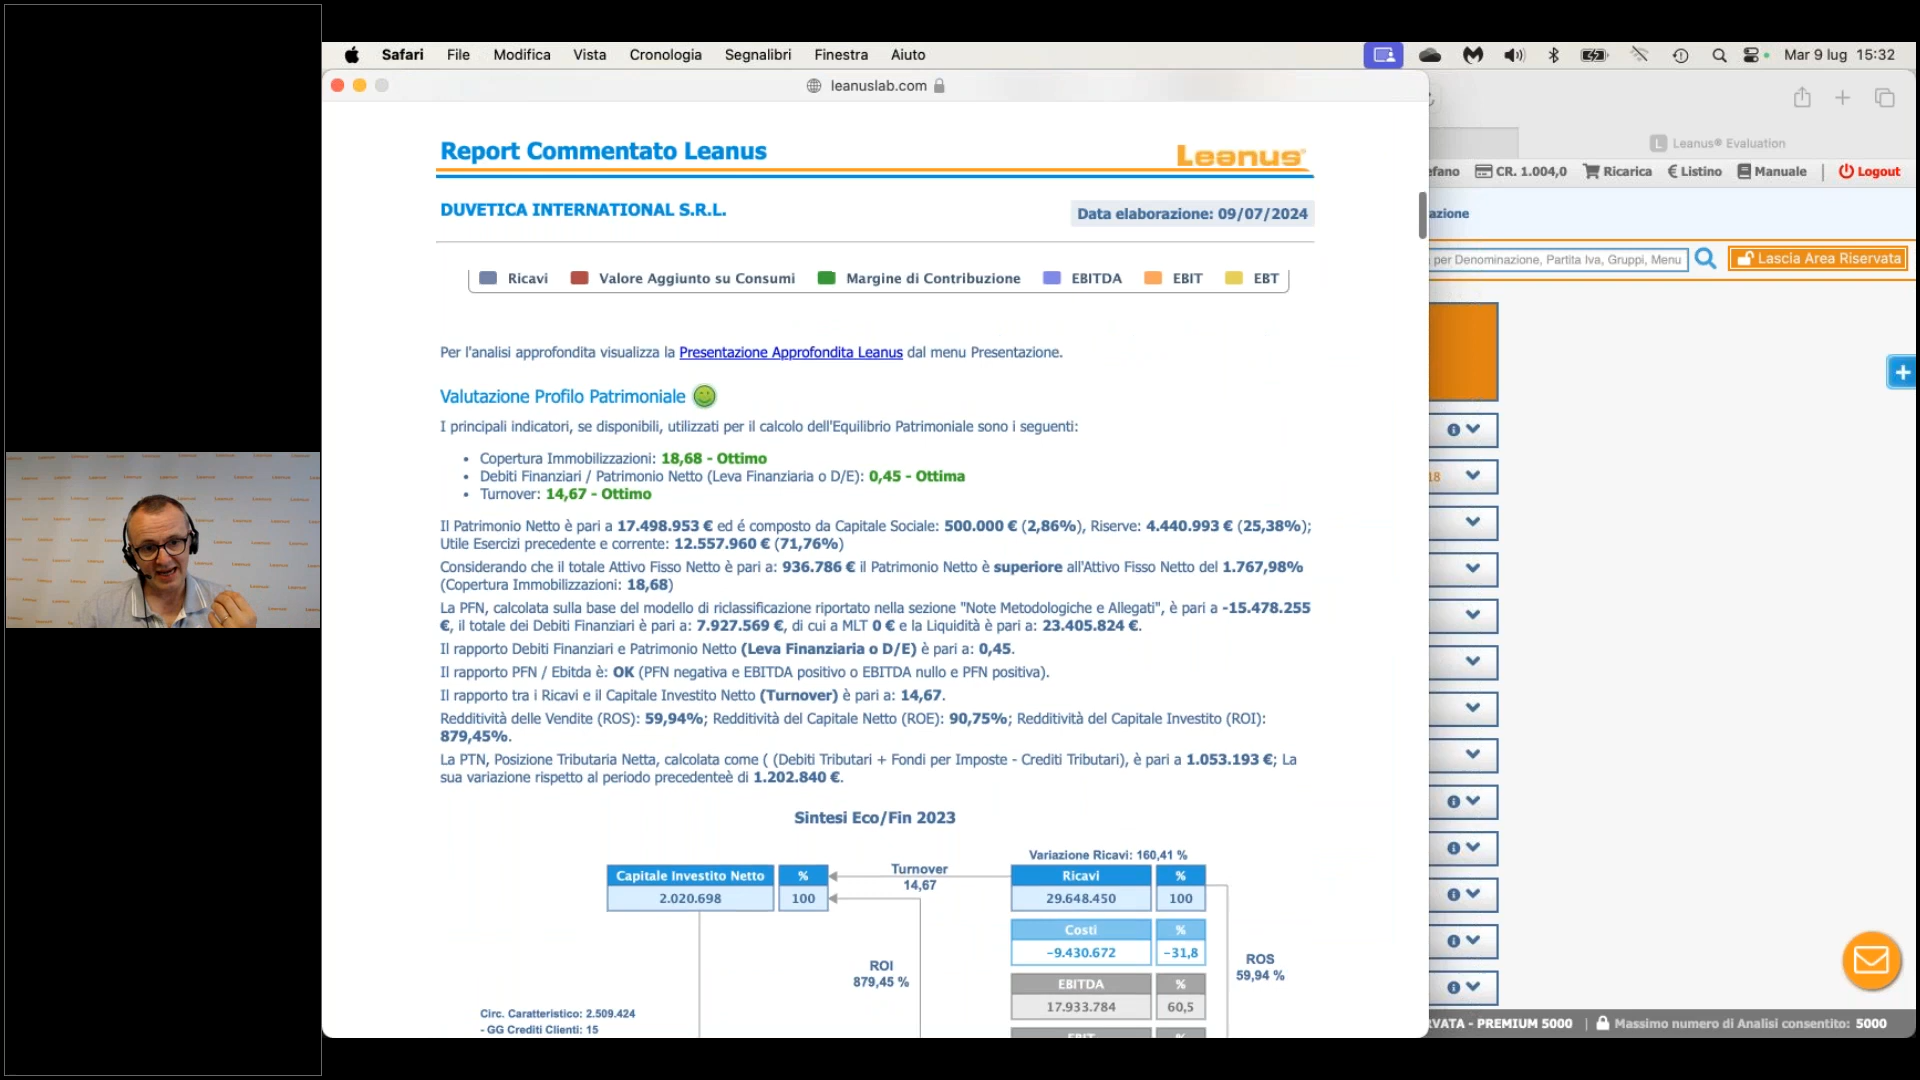 Safari File Modifica Vista Cronologia Segnalibri Finestra Aiuto
Mar 9 lug 15:32
leanuslab.com
Leanus® Evaluation
efano CR. 1.004,0 Ricarica € Listino Manuale | Logout
azione
per Denominazione, Partita Iva, Gruppi, Menu
Lascia Area Riservata
18
Report Commentato Leanus
Leanus®
DUVETICA INTERNATIONAL S.R.L.
Data elaborazione: 09/07/2024
Ricavi Valore Aggiunto su Consumi Margine di Contribuzione EBITDA EBIT EBT
Per l'analisi approfondita visualizza la Presentazione Approfondita Leanus dal menu Presentazione.
Valutazione Profilo Patrimoniale
I principali indicatori, se disponibili, utilizzati per il calcolo dell'Equilibrio Patrimoniale sono i seguenti:
• Copertura Immobilizzazioni: 18,68 - Ottimo
• Debiti Finanziari / Patrimonio Netto (Leva Finanziaria o D/E): 0,45 - Ottima
• Turnover: 14,67 - Ottimo
Il Patrimonio Netto è pari a 17.498.953 € ed é composto da Capitale Sociale: 500.000 € (2,86%), Riserve: 4.440.993 € (25,38%);
Utile Esercizi precedente e corrente: 12.557.960 € (71,76%)
Considerando che il totale Attivo Fisso Netto è pari a: 936.786 € il Patrimonio Netto è superiore all'Attivo Fisso Netto del 1.767,98%
(Copertura Immobilizzazioni: 18,68)
La PFN, calcolata sulla base del modello di riclassificazione riportato nella sezione "Note Metodologiche e Allegati", è pari a -15.478.255
€, il totale dei Debiti Finanziari è pari a: 7.927.569 €, di cui a MLT 0 € e la Liquidità è pari a: 23.405.824 €.
Il rapporto Debiti Finanziari e Patrimonio Netto (Leva Finanziaria o D/E) è pari a: 0,45.
Il rapporto PFN / Ebitda è: OK (PFN negativa e EBITDA positivo o EBITDA nullo e PFN positiva).
Il rapporto tra i Ricavi e il Capitale Investito Netto (Turnover) è pari a: 14,67.
Redditività delle Vendite (ROS): 59,94%; Redditività del Capitale Netto (ROE): 90,75%; Redditività del Capitale Investito (ROI):
879,45%.
La PTN, Posizione Tributaria Netta, calcolata come ( (Debiti Tributari + Fondi per Imposte - Crediti Tributari), è pari a 1.053.193 €; La
sua variazione rispetto al periodo precedenteè di 1.202.840 €.
Sintesi Eco/Fin 2023
Variazione Ricavi: 160,41 %
Capitale Investito Netto %
2.020.698 100
Turnover
14,67
Ricavi %
29.648.450 100
Costi %
-9.430.672 -31,8
ROI
879,45 %
ROS
59,94 %
EBITDA %
17.933.784 60,5
Circ. Caratteristico: 2.509.424
- GG Crediti Clienti: 15
EBIT %
RVATA - PREMIUM 5000 | Massimo numero di Analisi consentito: 5000